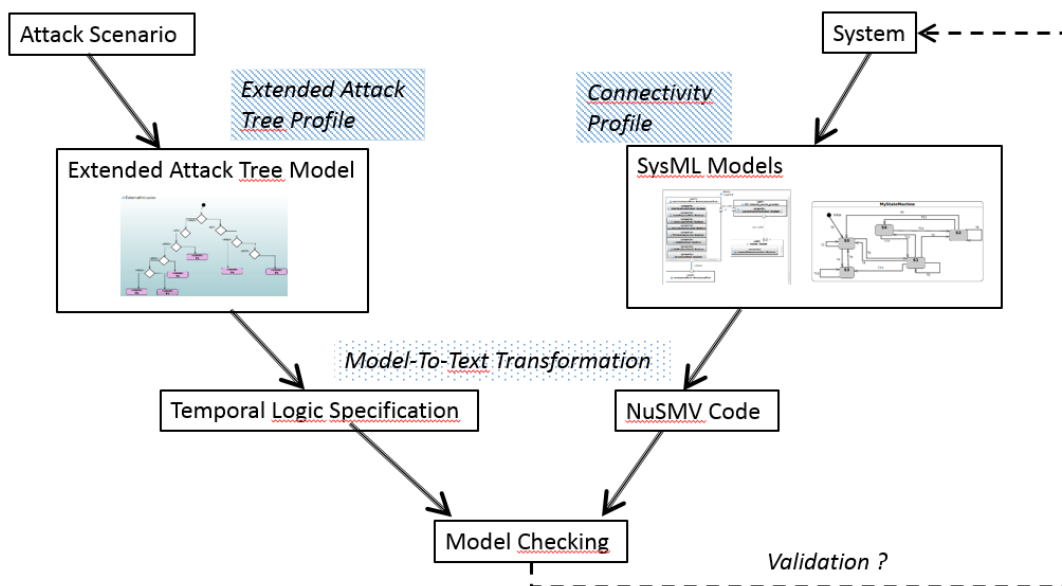 Attack Scenario
System
Extended Attack
Tree Profile
Connectivity
Profile
Extended Attack Tree Model
SysML Models
MyStateMachine
Model-To-Text Transformation
Temporal Logic Specification
NuSMV Code
Model Checking
Validation ?